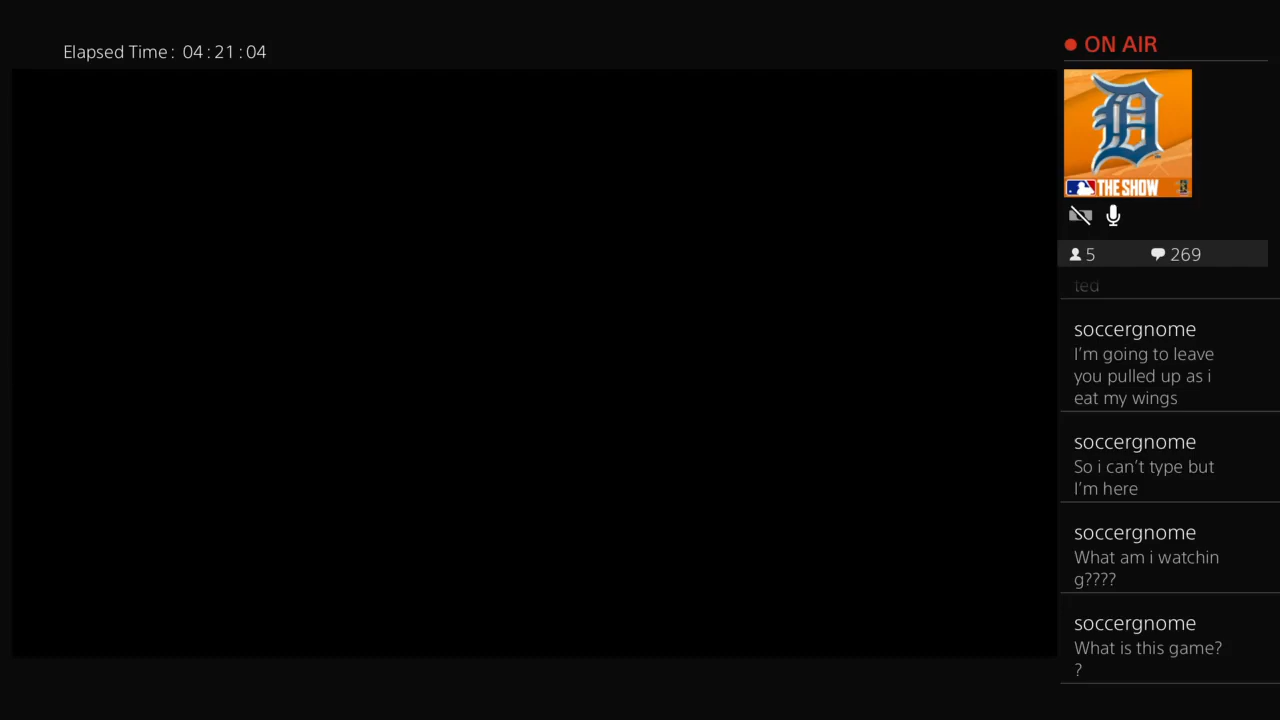 Elapsed Time: 04:21:04
ON AIR
D
THE SHOW
5 269
ted
soccergnome
I'm going to leave
you pulled up as i
eat my wings
soccergnome
So i can't type but
I'm here
soccergnome
What am i watchin
g????
soccergnome
What is this game?
?